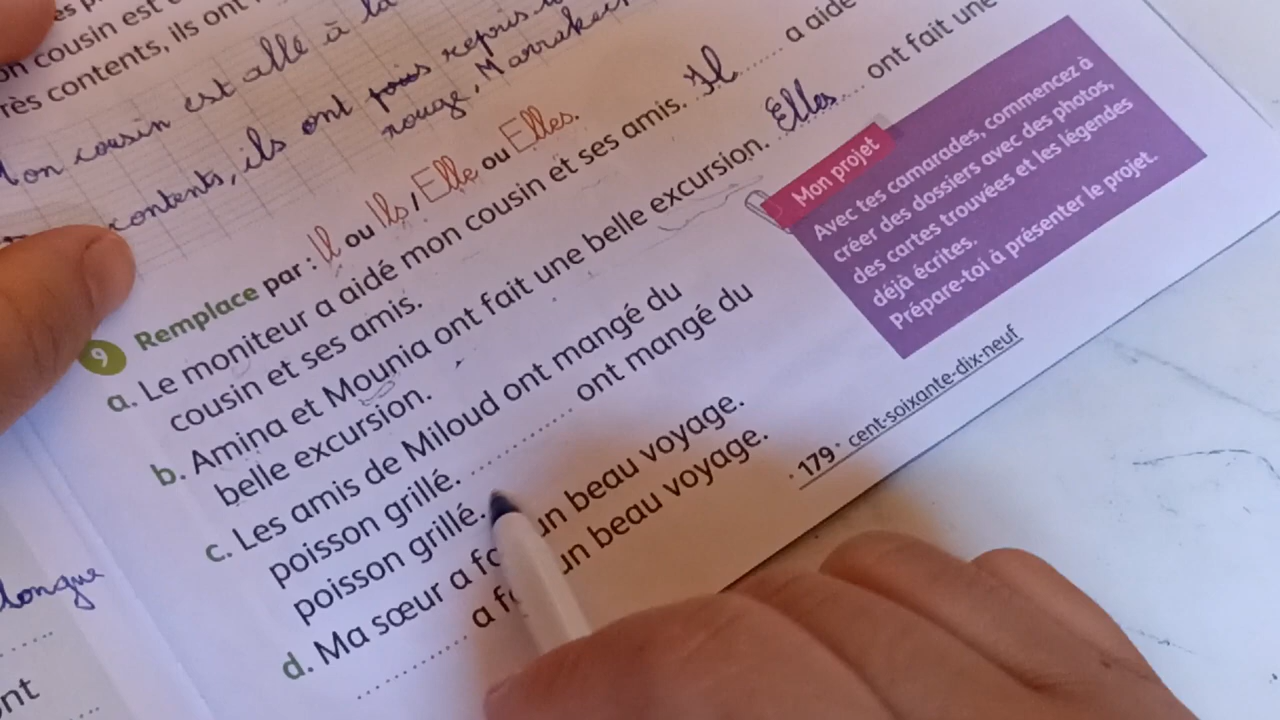 on cousin est
rès contents, ils ont
on cousin est allé à la
contents, ils ont repris
rouge, Marrakech
9 Remplace par : Il ou Ils / Elle ou Elles.
a. Le moniteur a aidé mon cousin et ses amis. Il ........ a aidé
cousin et ses amis.
b. Amina et Mounia ont fait une belle excursion. Elles .... ont fait une
belle excursion.
c. Les amis de Miloud ont mangé du
poisson grillé. ............ ont mangé du
poisson grillé.
d. Ma sœur a un beau voyage.
............ a un beau voyage.
Mon projet
Avec tes camarades, commencez à
créer des dossiers avec des photos,
des cartes trouvées et les légendes
déjà écrites.
Prépare-toi à présenter le projet.
· 179 · cent-soixante-dix-neuf
longue
nt